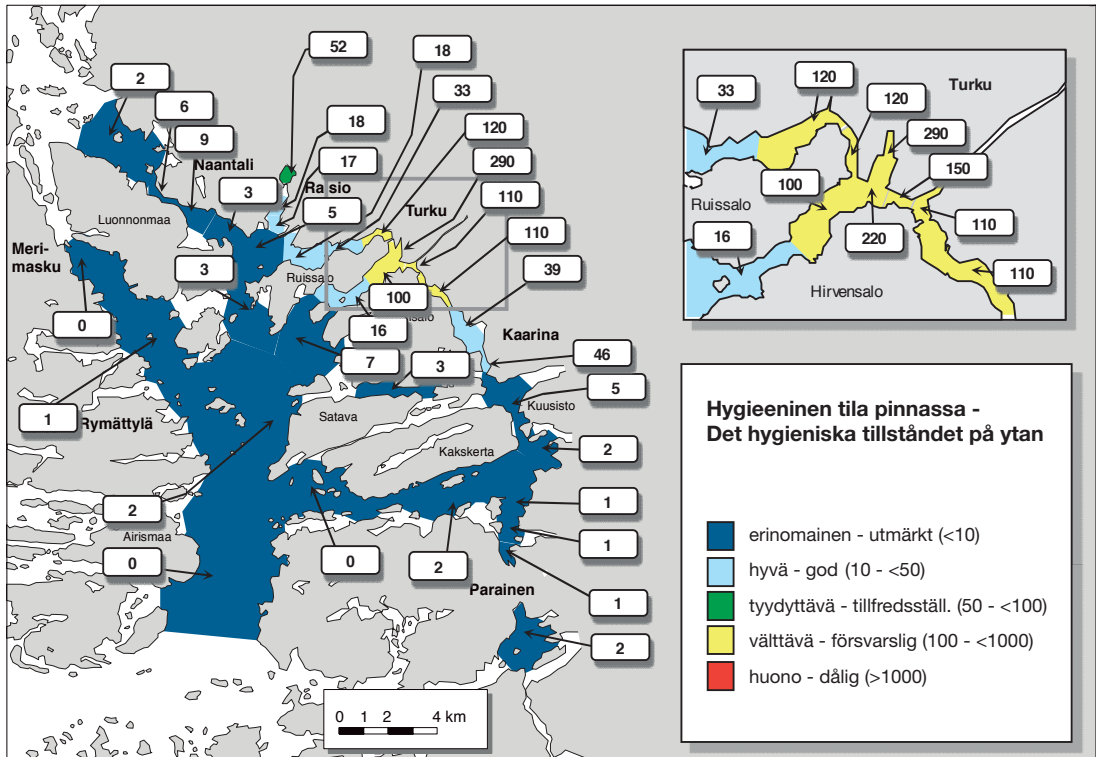 52
18
2
33
6
18
120
9
Naantali
17
290
3
Raisio
5
110
Turku
Luonnonmaa
110
Meri-
masku
3
Ruissalo
39
100
salo
0
16
Kaarina
7
3
46
1
Rymättylä
Satava
Kuusisto
5
Kakskerta
2
2
1
Airismaa
0
0
2
1
Parainen
1
2
0 1 2 4 km
120
33
120
Turku
290
150
100
Ruissalo
16
220
110
110
Hirvensalo
Hygieeninen tila pinnassa -
Det hygieniska tillståndet på ytan
erinomainen - utmärkt (<10)
hyvä - god (10 - <50)
tyydyttävä - tillfredsställ. (50 - <100)
välttävä - försvarslig (100 - <1000)
huono - dålig (>1000)